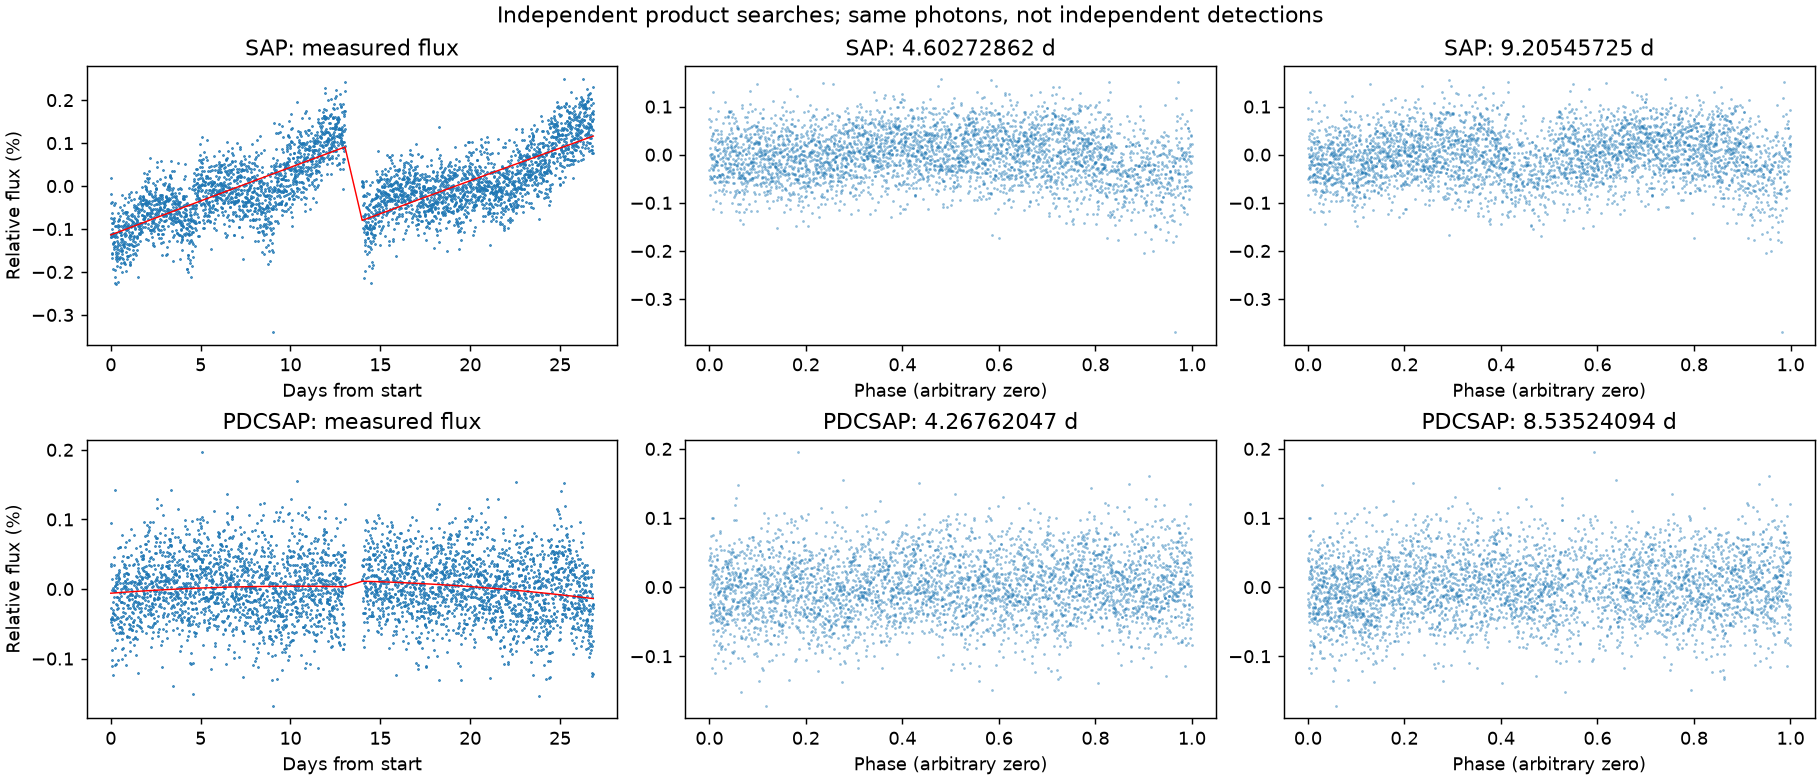 Independent product searches; same photons, not independent detections
SAP: measured flux
SAP: 4.60272862 d
SAP: 9.20545725 d
Relative flux (%)
0.2
0.1
0.0
−0.1
−0.2
−0.3
0 5 10 15 20 25
Days from start
0.1
0.0
−0.1
−0.2
−0.3
0.0 0.2 0.4 0.6 0.8 1.0
Phase (arbitrary zero)
0.1
0.0
−0.1
−0.2
−0.3
0.0 0.2 0.4 0.6 0.8 1.0
Phase (arbitrary zero)
PDCSAP: measured flux
PDCSAP: 4.26762047 d
PDCSAP: 8.53524094 d
Relative flux (%)
0.2
0.1
0.0
−0.1
0 5 10 15 20 25
Days from start
0.2
0.1
0.0
−0.1
0.0 0.2 0.4 0.6 0.8 1.0
Phase (arbitrary zero)
0.2
0.1
0.0
−0.1
0.0 0.2 0.4 0.6 0.8 1.0
Phase (arbitrary zero)